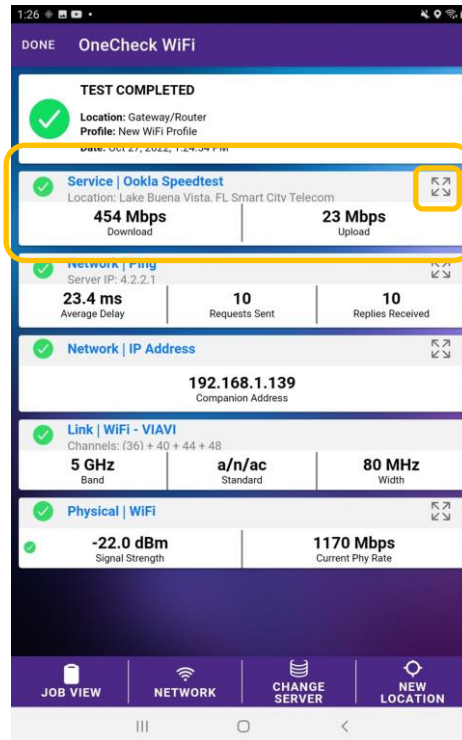 1:26
DONE OneCheck WiFi
TEST COMPLETED
Location: Gateway/Router
Profile: New WiFi Profile
Date: Oct 27, 2022, 1:24:54 PM
Service | Ookla Speedtest
Location: Lake Buena Vista, FL Smart City Telecom
454 Mbps 23 Mbps
Download Upload
Network | Ping
Server IP: 4.2.2.1
23.4 ms 10 10
Average Delay Requests Sent Replies Received
Network | IP Address
192.168.1.139
Companion Address
Link | WiFi - VIAVI
Channels: (36) + 40 + 44 + 48
5 GHz a/n/ac 80 MHz
Band Standard Width
Physical | WiFi
-22.0 dBm 1170 Mbps
Signal Strength Current Phy Rate
JOB VIEW NETWORK CHANGE SERVER NEW LOCATION